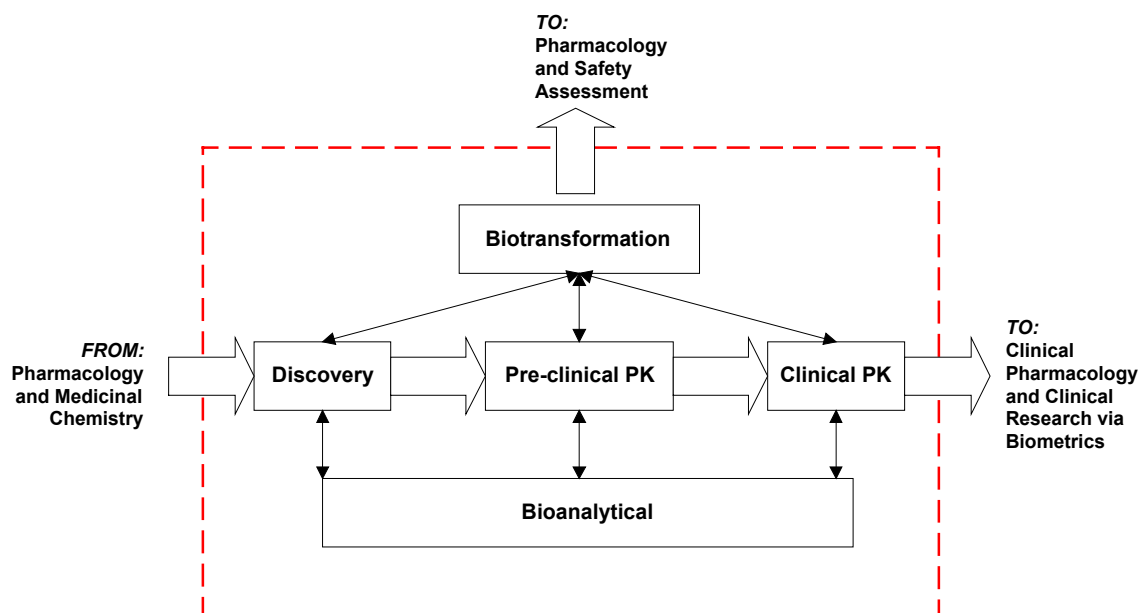 TO:
Pharmacology
and Safety
Assessment
Biotransformation
FROM:
Pharmacology
and Medicinal
Chemistry
Discovery
Pre-clinical PK
Clinical PK
TO:
Clinical
Pharmacology
and Clinical
Research via
Biometrics
Bioanalytical